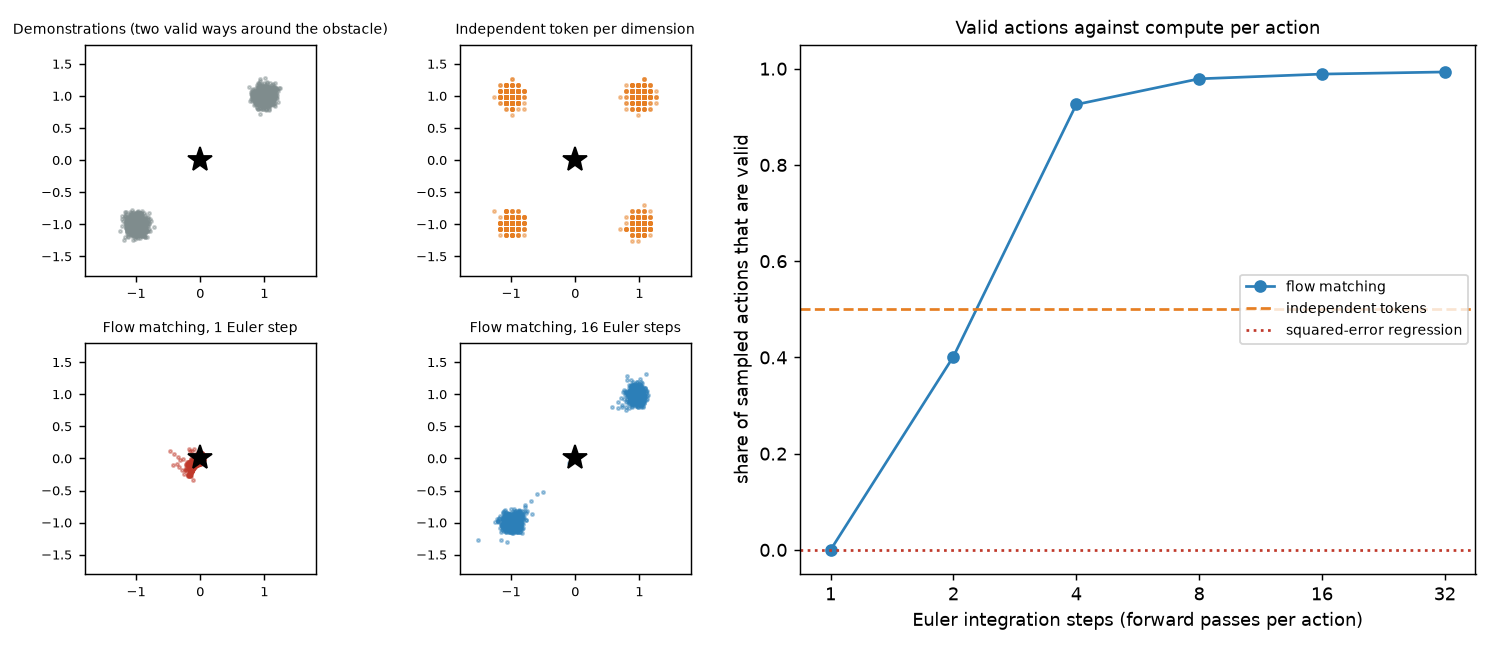 Demonstrations (two valid ways around the obstacle)
1.5
1.0
0.5
0.0
−0.5
−1.0
−1.5
−1 0 1
Independent token per dimension
1.5
1.0
0.5
0.0
−0.5
−1.0
−1.5
−1 0 1
Flow matching, 1 Euler step
1.5
1.0
0.5
0.0
−0.5
−1.0
−1.5
−1 0 1
Flow matching, 16 Euler steps
1.5
1.0
0.5
0.0
−0.5
−1.0
−1.5
−1 0 1
Valid actions against compute per action
share of sampled actions that are valid
1.0
0.8
0.6
0.4
0.2
0.0
flow matching
independent tokens
squared-error regression
1 2 4 8 16 32
Euler integration steps (forward passes per action)